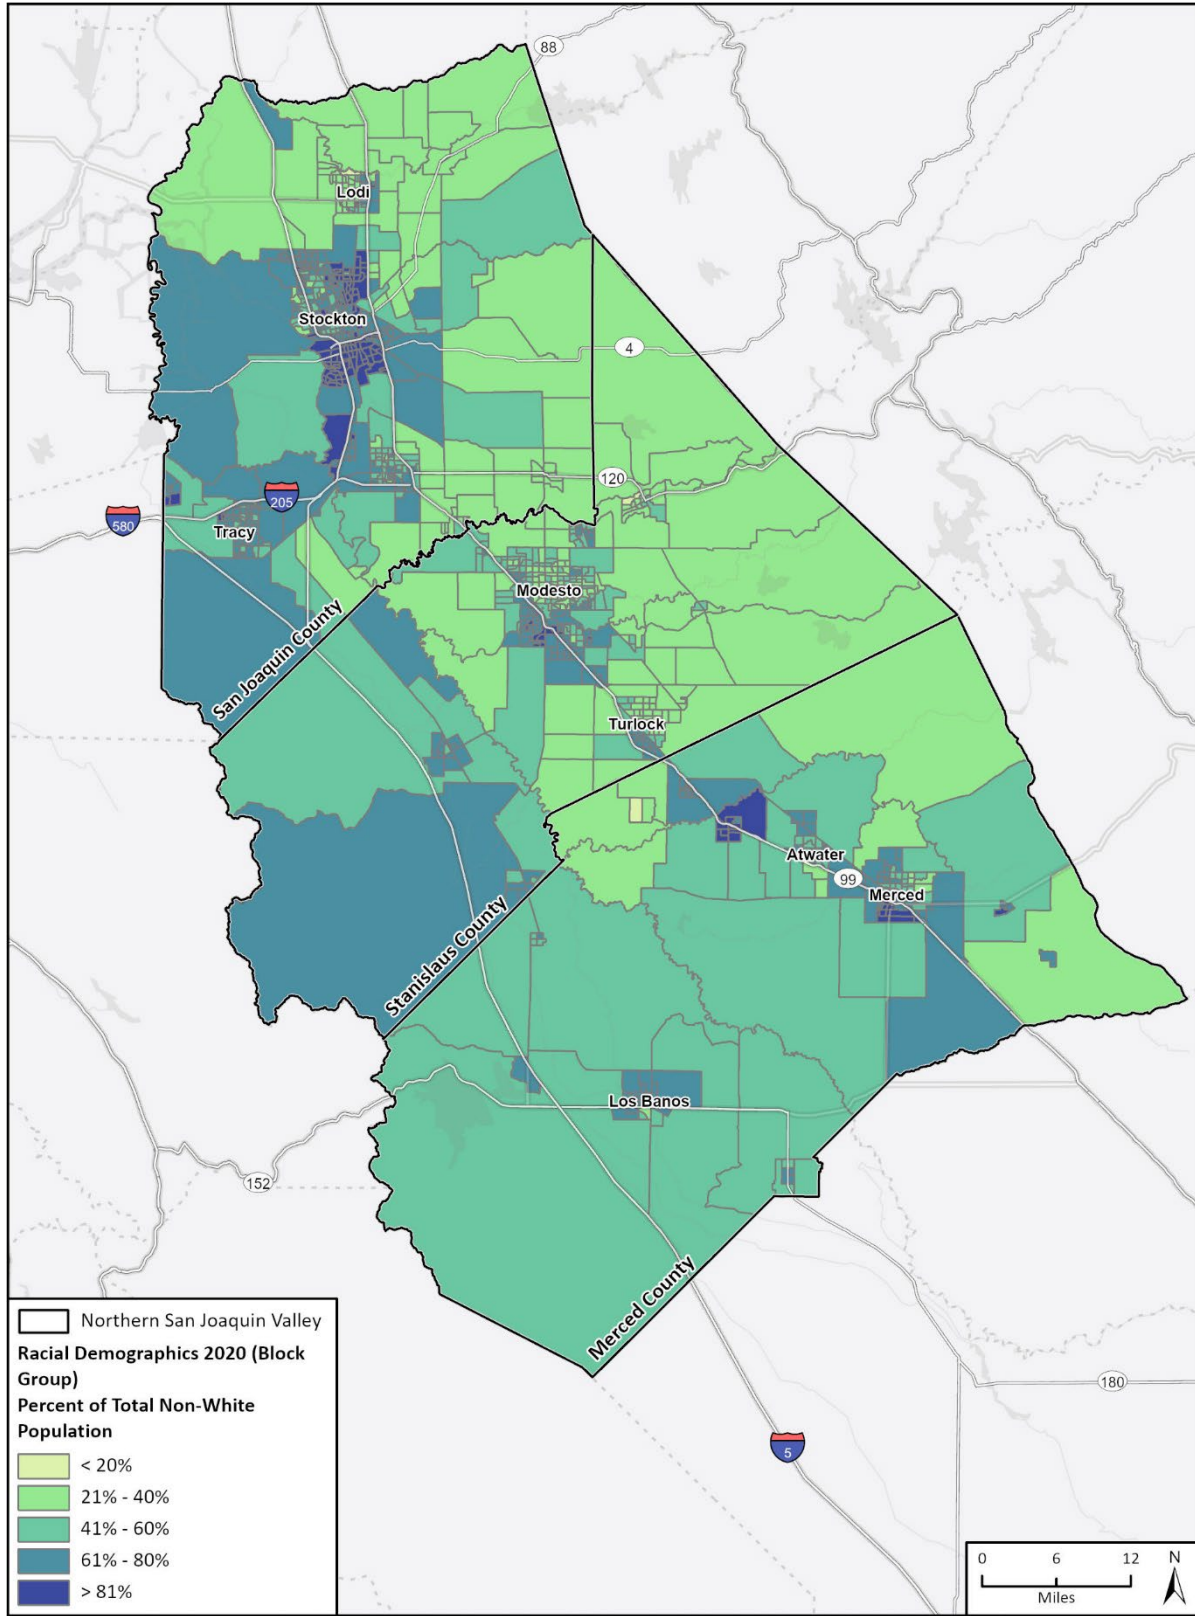 88
Lodi
Stockton
4
120
205
580
Tracy
Modesto
San Joaquin County
Turlock
Atwater
99
Merced
Stanislaus County
Los Banos
152
Merced County
180
5
Northern San Joaquin Valley
Racial Demographics 2020 (Block
Group)
Percent of Total Non-White
Population
< 20%
21% - 40%
41% - 60%
61% - 80%
> 81%
0 6 12
Miles
N